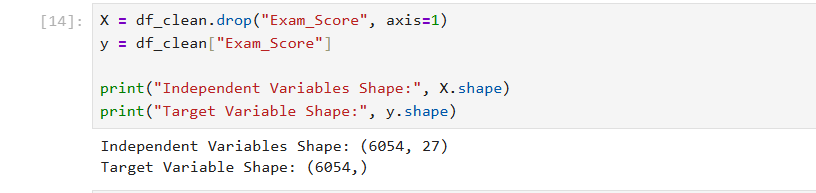 [14]: X = df_clean.drop("Exam_Score", axis=1)
y = df_clean["Exam_Score"]
print("Independent Variables Shape:", X.shape)
print("Target Variable Shape:", y.shape)
Independent Variables Shape: (6054, 27)
Target Variable Shape: (6054,)